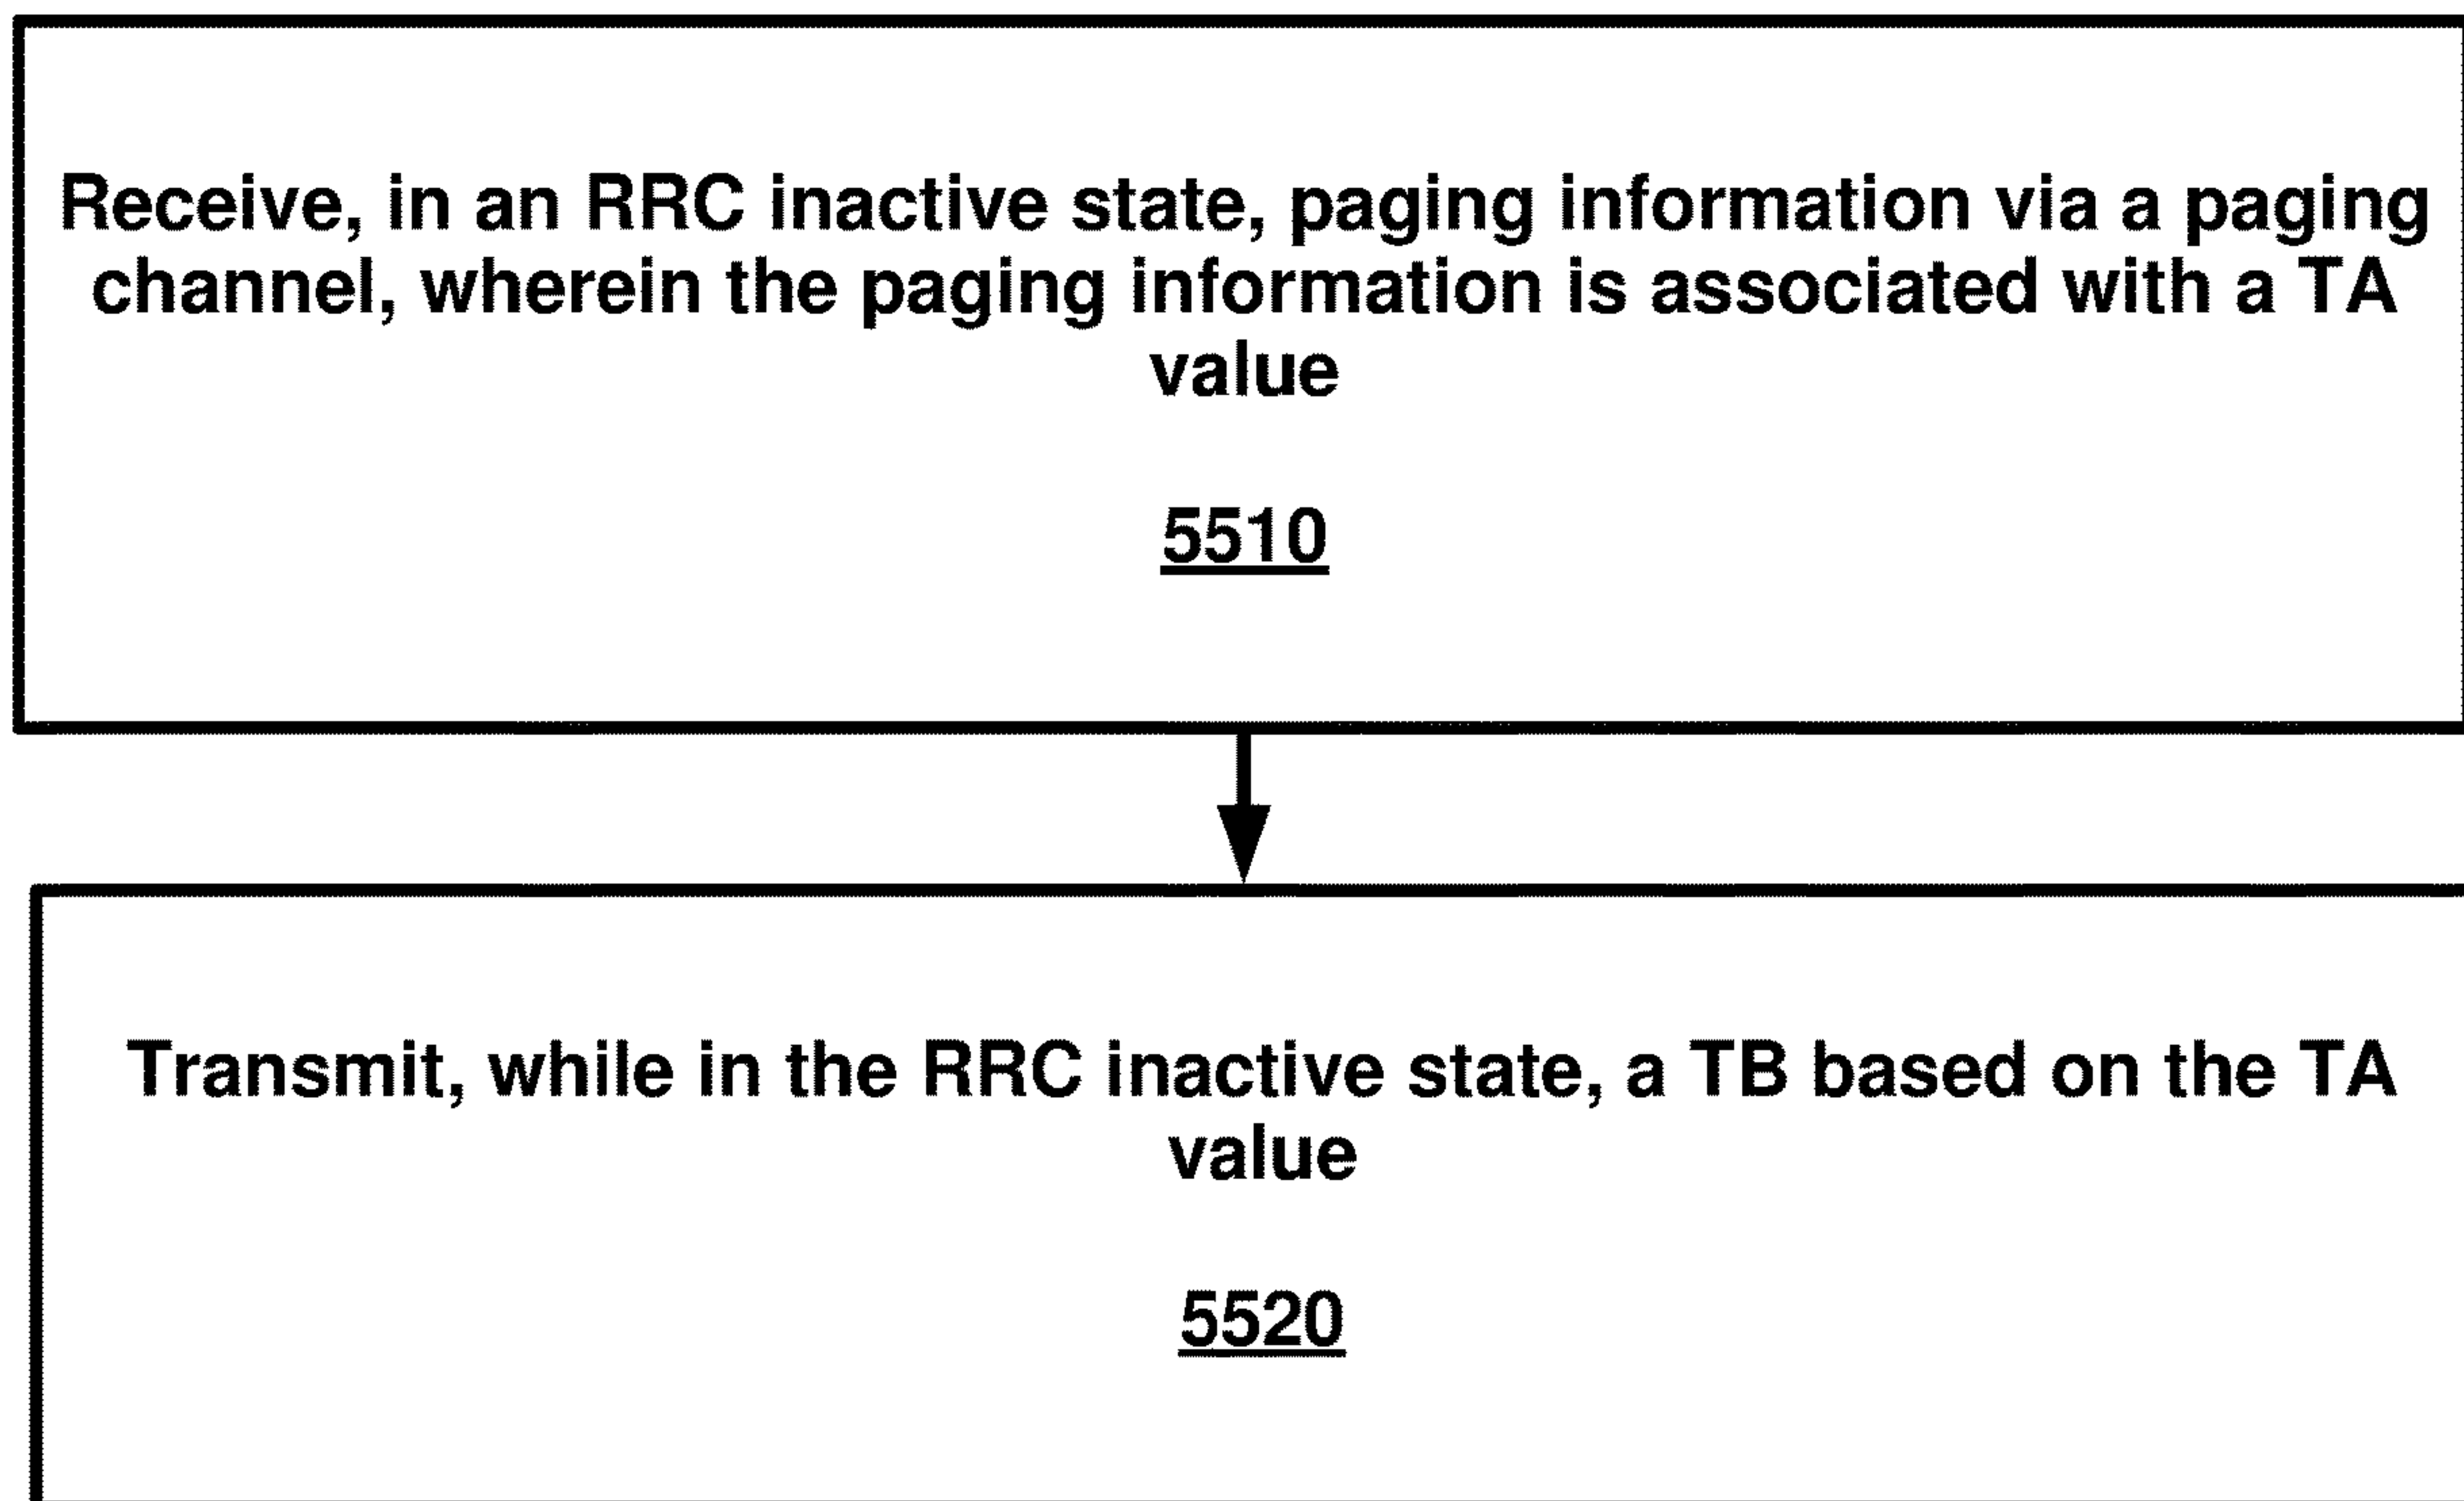 Receive, in an RRC inactive state, paging information via a paging
channel, wherein the paging information is associated with a TA
value
5510
Transmit, while in the RRC inactive state, a TB based on the TA
value
5520